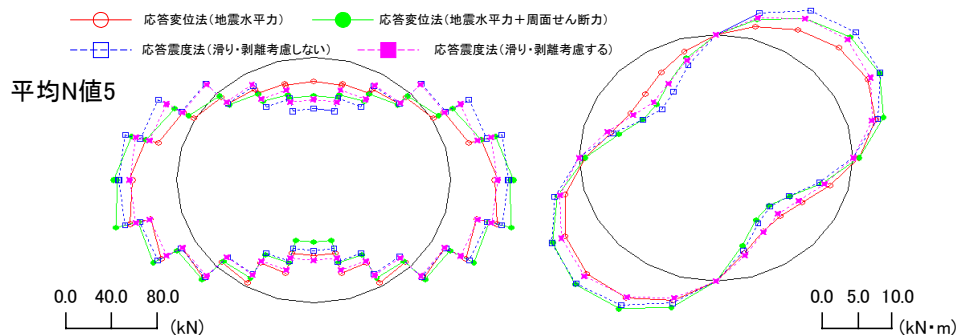 応答変位法(地震水平力) 応答変位法(地震水平力+周面せん断力)
応答震度法(滑り・剥離考慮しない) 応答震度法(滑り・剥離考慮する)
平均N値5
0.0 40.0 80.0
(kN)
0.0 5.0 10.0
(kN・m)